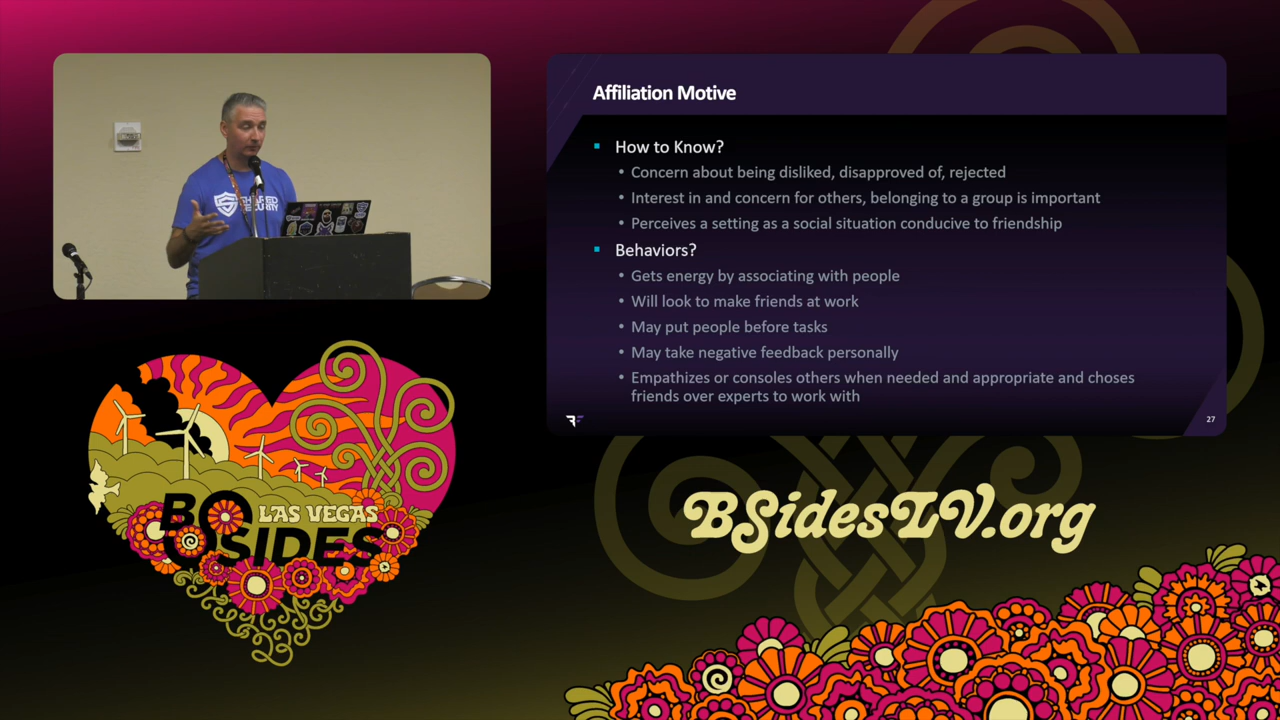 SHARED
SECURITY
Affiliation Motive
How to Know?
• Concern about being disliked, disapproved of, rejected
• Interest in and concern for others, belonging to a group is important
• Perceives a setting as a social situation conducive to friendship
Behaviors?
• Gets energy by associating with people
• Will look to make friends at work
• May put people before tasks
• May take negative feedback personally
• Empathizes or consoles others when needed and appropriate and choses
friends over experts to work with
27
LAS VEGAS
BSIDES
23
BSidesLV.org